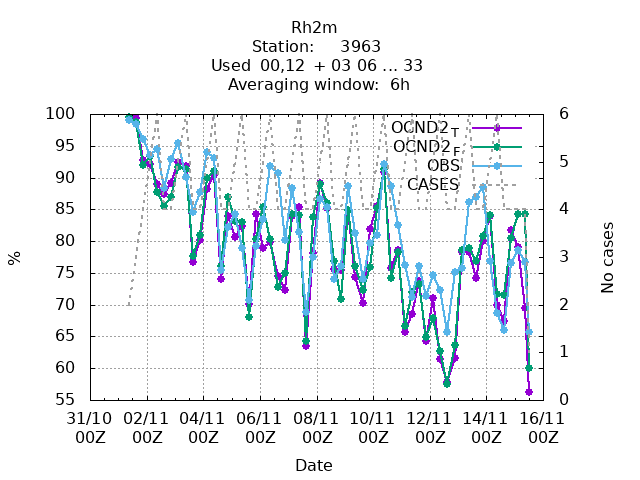 Rh2m
Station: 3963
Used 00,12 + 03 06 ... 33
Averaging window: 6h
100
95
90
85
80
75
70
65
60
55
%
6
5
4
3
2
1
0
No cases
OCND2_T
OCND2_F
OBS
CASES
31/10 02/11 04/11 06/11 08/11 10/11 12/11 14/11 16/11
00Z 00Z 00Z 00Z 00Z 00Z 00Z 00Z 00Z
Date